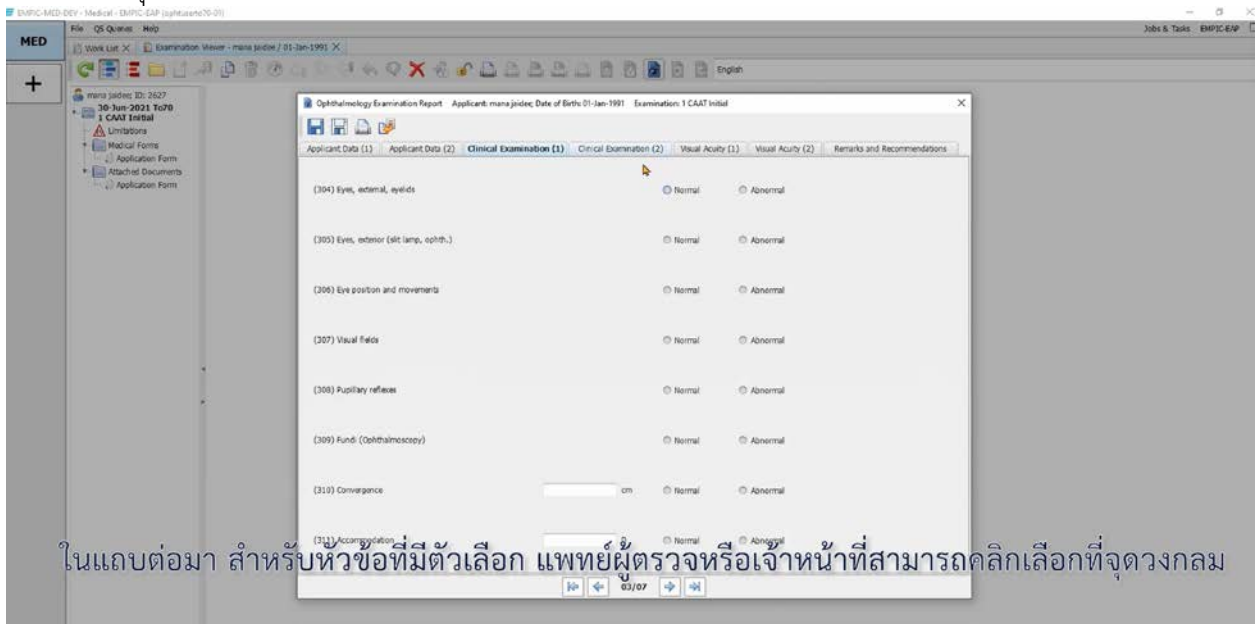 EMPIC-MED-DEV - Medical - EMPIC-EAP (ophtuserto70-09)
MED
File QS Queries Help
Jobs & Tasks EMPIC-EAP
Work List
Examination Viewer - mana jaidee / 01-Jan-1991
English
+
mana jaidee; ID: 2627
30-Jun-2021 To70
1 CAAT Initial
Limitations
Medical Forms
Application Form
Attached Documents
Application Form
Ophthalmology Examination Report Applicant: mana jaidee; Date of Birth: 01-Jan-1991 Examination: 1 CAAT Initial
Applicant Data (1) Applicant Data (2) Clinical Examination (1) Clinical Examination (2) Visual Acuity (1) Visual Acuity (2) Remarks and Recommendations
(304) Eyes, external, eyelids Normal Abnormal
(305) Eyes, exterior (slit lamp, ophth.) Normal Abnormal
(306) Eye position and movements Normal Abnormal
(307) Visual fields Normal Abnormal
(308) Pupillary reflexes Normal Abnormal
(309) Fundi (Ophthalmoscopy) Normal Abnormal
(310) Convergence cm Normal Abnormal
(311) Accommodation Normal Abnormal
ในแถบต่อมา สำหรับหัวข้อที่มีตัวเลือก แพทย์ผู้ตรวจหรือเจ้าหน้าที่สามารถคลิกเลือกที่จุดวงกลม
03/07